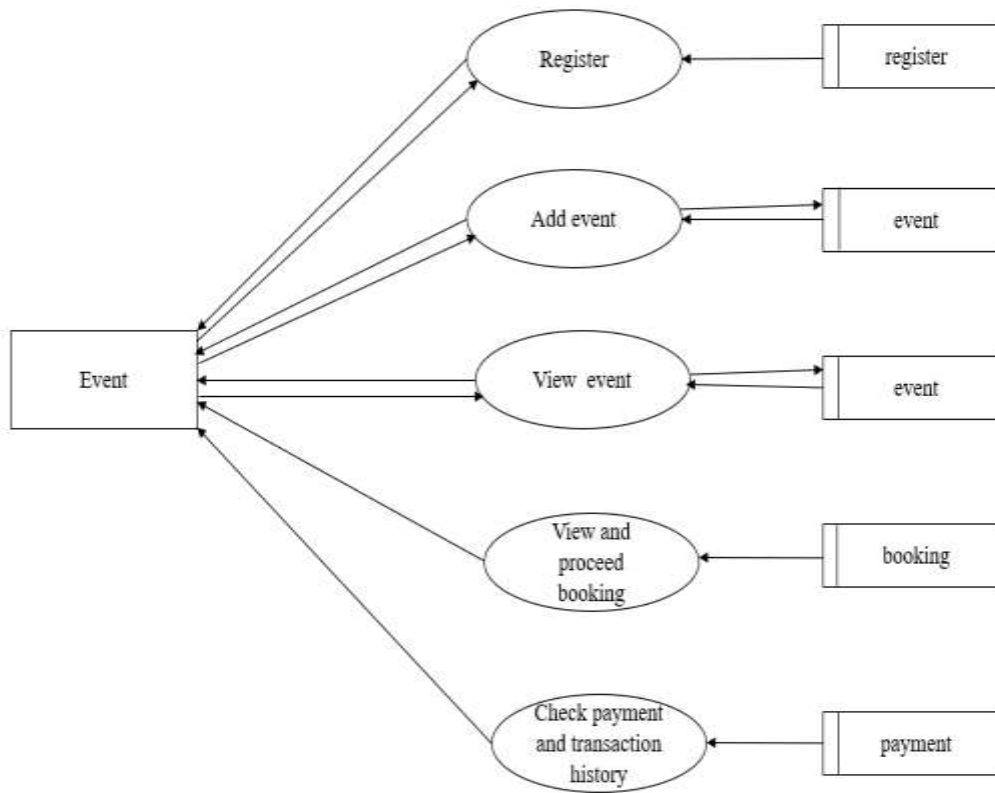 Register
register
Add event
event
Event
View event
event
View and
proceed
booking
booking
Check payment
and transaction
history
payment